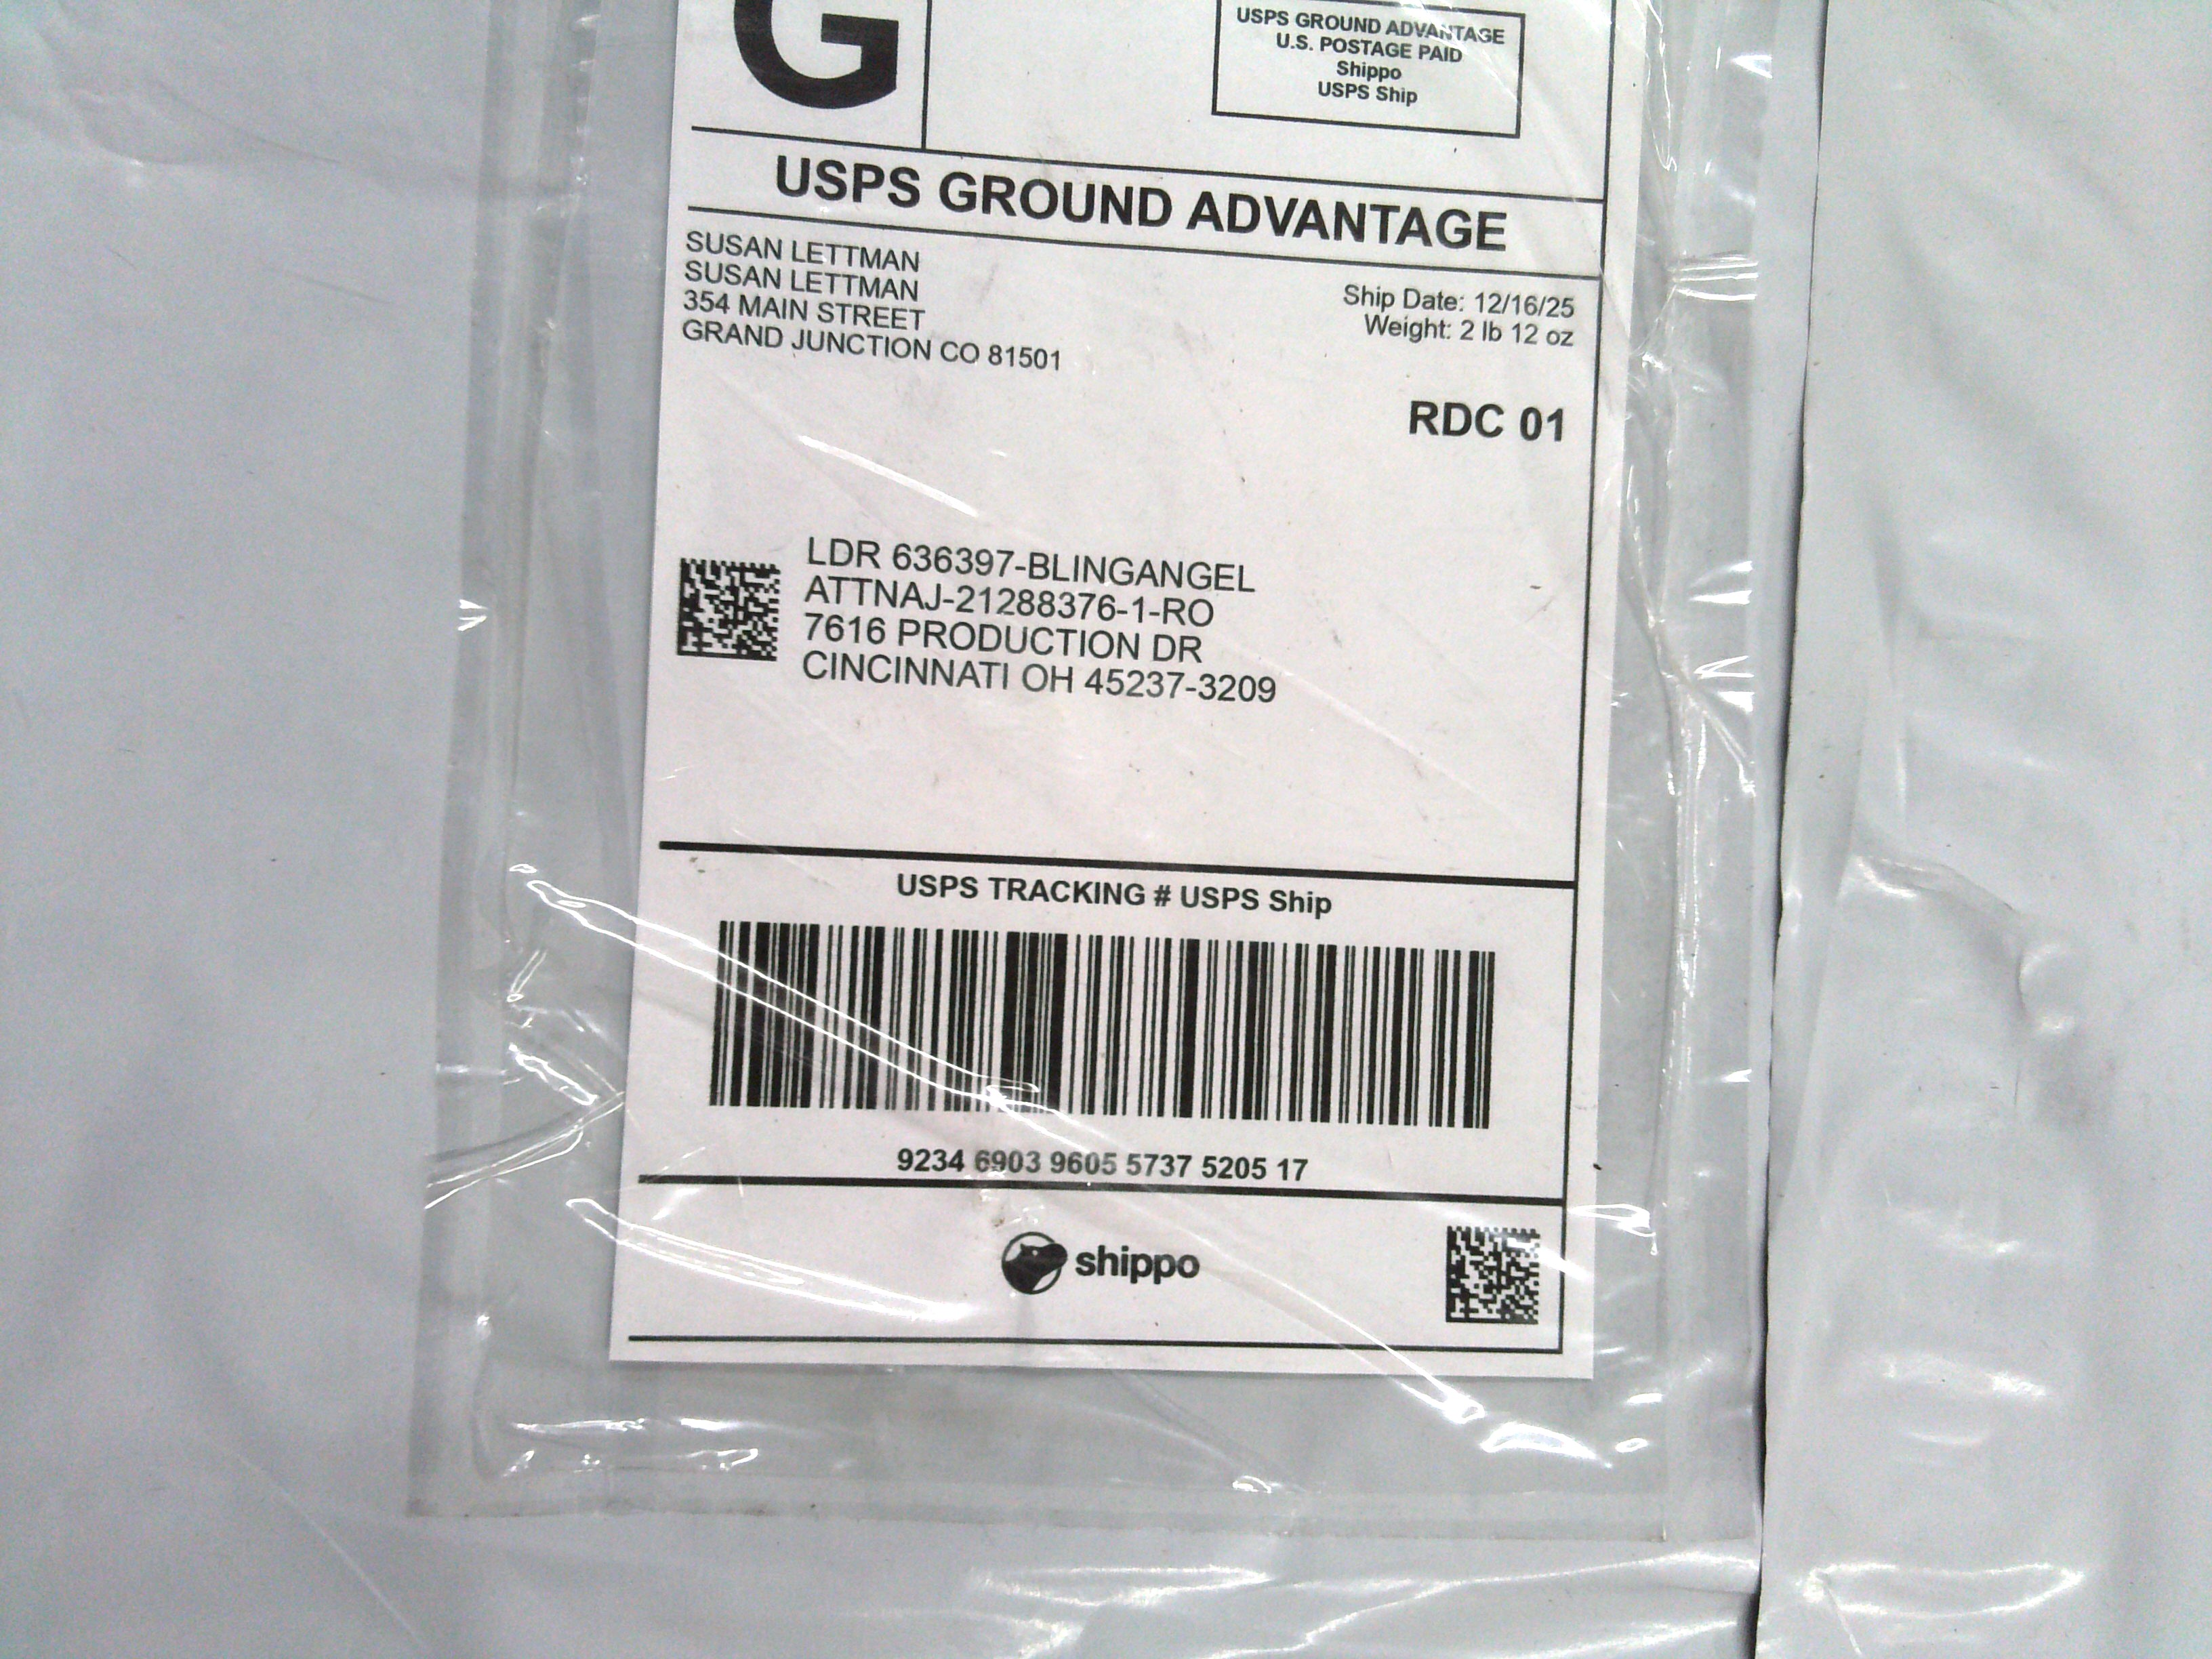 G
USPS GROUND ADVANTAGE
U.S. POSTAGE PAID
Shippo
USPS Ship
USPS GROUND ADVANTAGE
SUSAN LETTMAN
SUSAN LETTMAN
354 MAIN STREET
GRAND JUNCTION CO 81501
Ship Date: 12/16/25
Weight: 2 lb 12 oz
RDC 01
LDR 636397-BLINGANGEL
ATTNAJ-21288376-1-RO
7616 PRODUCTION DR
CINCINNATI OH 45237-3209
USPS TRACKING # USPS Ship
9234 6903 9605 5737 5205 17
shippo